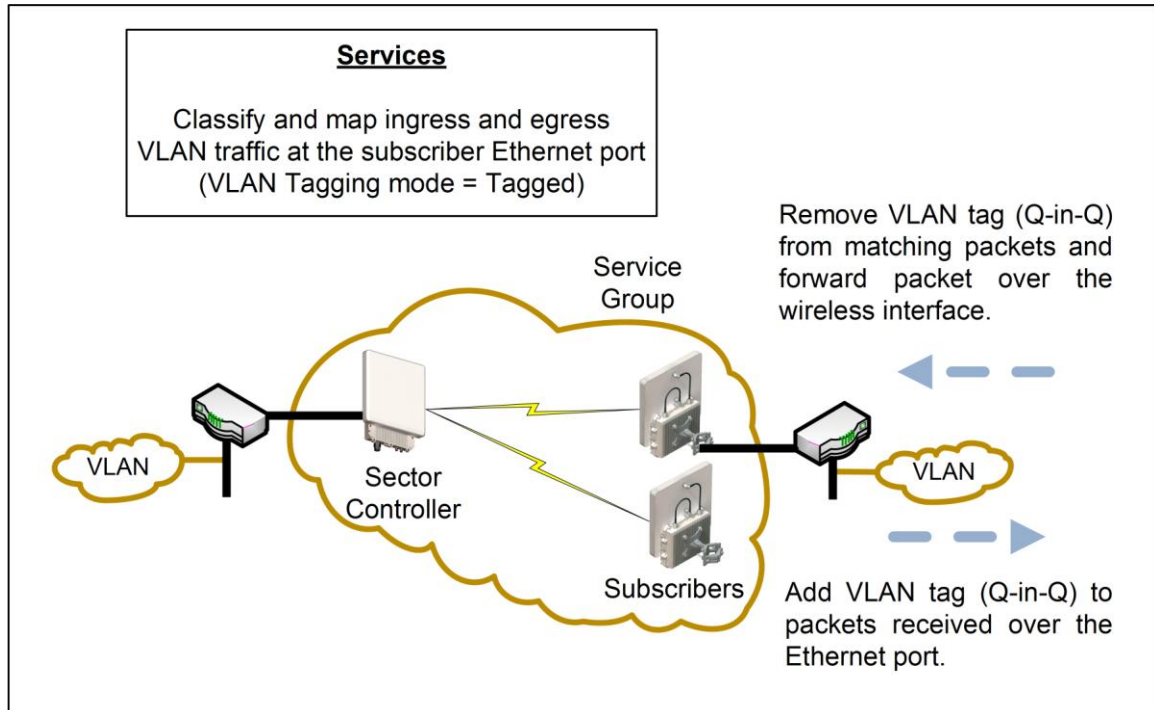 Services
Classify and map ingress and egress
VLAN traffic at the subscriber Ethernet port
(VLAN Tagging mode = Tagged)
Remove VLAN tag (Q-in-Q)
from matching packets and
forward packet over the
wireless interface.
Service
Group
VLAN
Sector
Controller
VLAN
Subscribers
Add VLAN tag (Q-in-Q) to
packets received over the
Ethernet port.